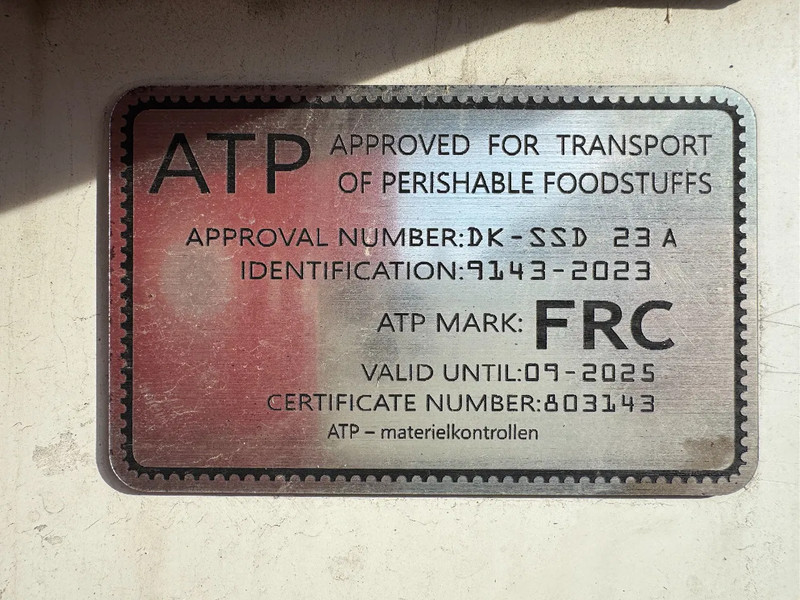 ATP APPROVED FOR TRANSPORT
OF PERISHABLE FOODSTUFFS
APPROVAL NUMBER:DK-SSD 23 A
IDENTIFICATION:9143-2023
ATP MARK: FRC
VALID UNTIL:09-2025
CERTIFICATE NUMBER:803143
ATP – materielkontrollen